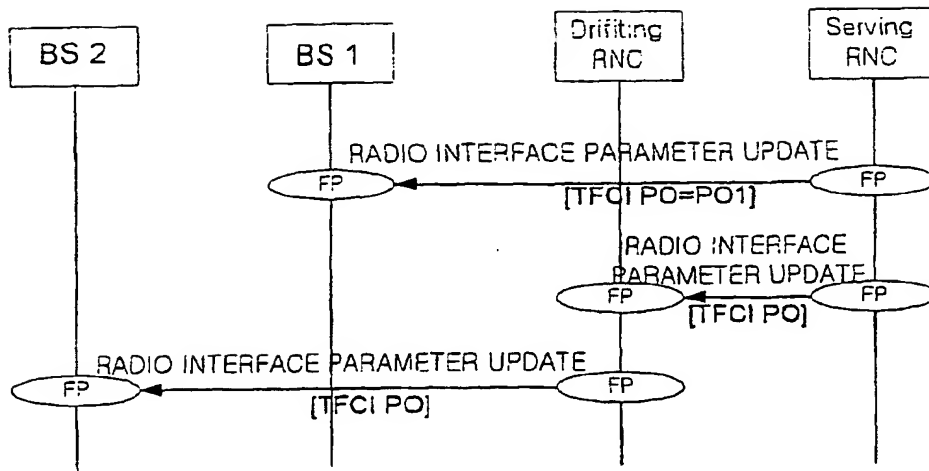 BS 2
BS 1
Drifiting
RNC
Serving
RNC
RADIO INTERFACE PARAMETER UPDATE
FP
FP
[TFCI PO=PO1]
RADIO INTERFACE
PARAMETER UPDATE
FP
FP
[TFCI PO]
RADIO INTERFACE PARAMETER UPDATE
FP
FP
[TFCI PO]